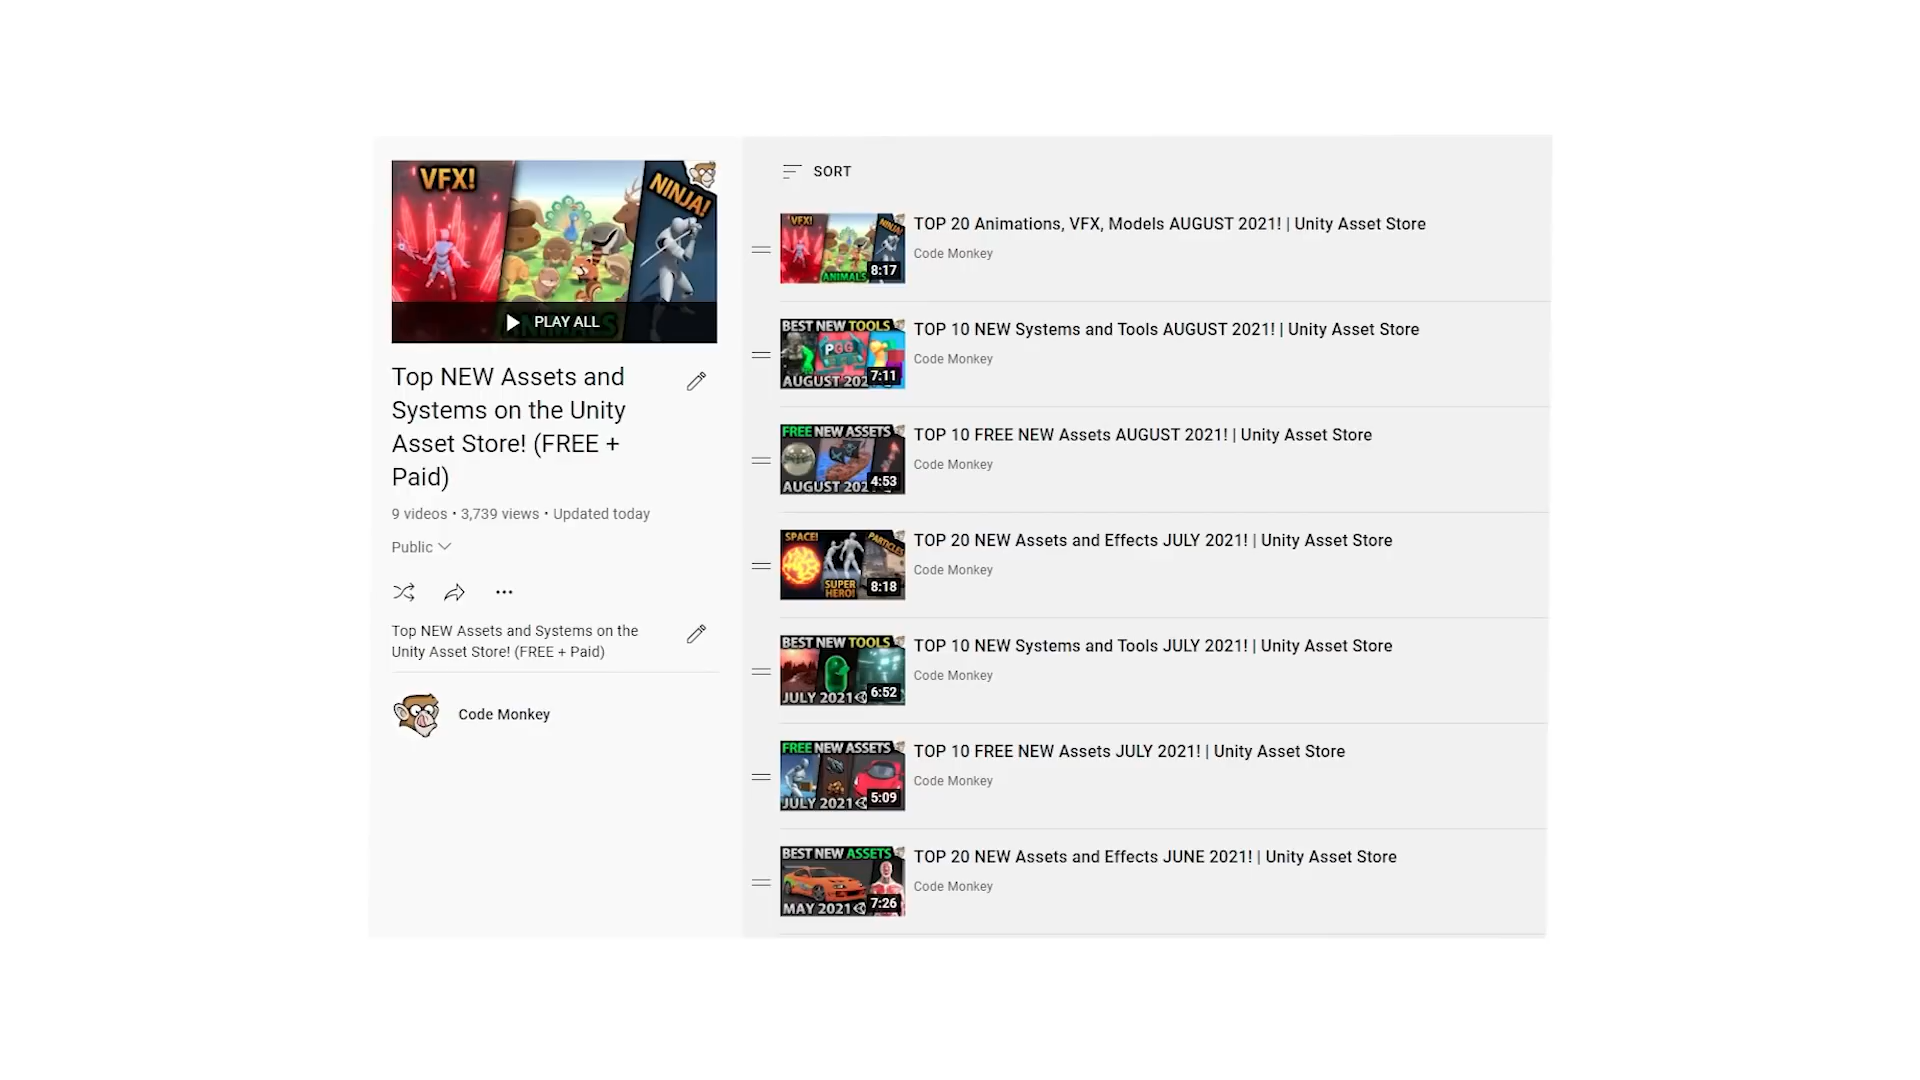 VFX!
NINJA!
PLAY ALL
Top NEW Assets and
Systems on the Unity
Asset Store! (FREE +
Paid)
9 videos • 3,739 views • Updated today
Public
Top NEW Assets and Systems on the
Unity Asset Store! (FREE + Paid)
Code Monkey
SORT
VFX!
NINJA!
ANIMALS
8:17
TOP 20 Animations, VFX, Models AUGUST 2021! | Unity Asset Store
Code Monkey
BEST NEW TOOLS
PGG
AUGUST 202
7:11
TOP 10 NEW Systems and Tools AUGUST 2021! | Unity Asset Store
Code Monkey
FREE NEW ASSETS
AUGUST 202
4:53
TOP 10 FREE NEW Assets AUGUST 2021! | Unity Asset Store
Code Monkey
SPACE!
PARTICLES
SUPER
HERO!
8:18
TOP 20 NEW Assets and Effects JULY 2021! | Unity Asset Store
Code Monkey
BEST NEW TOOLS
JULY 2021
6:52
TOP 10 NEW Systems and Tools JULY 2021! | Unity Asset Store
Code Monkey
FREE NEW ASSETS
JULY 2021
5:09
TOP 10 FREE NEW Assets JULY 2021! | Unity Asset Store
Code Monkey
BEST NEW ASSETS
MAY 2021
7:26
TOP 20 NEW Assets and Effects JUNE 2021! | Unity Asset Store
Code Monkey